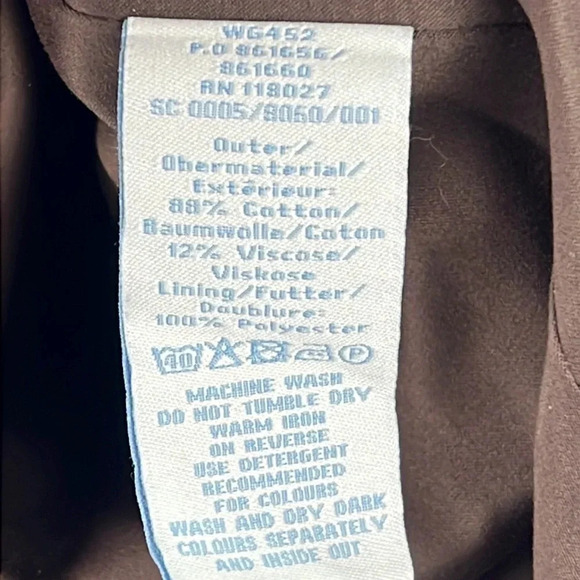 WG452
P.O 861656/
861660
RN 118027
SC 0005/8060/001
Outer/
Obermaterial/
Extérieur:
88% Cotton/
Baumwolle/Coton
12% Viscose/
Viskose
Lining/Futter/
Doublure:
100% Polyester
40 P
MACHINE WASH
DO NOT TUMBLE DRY
WARM IRON
ON REVERSE
USE DETERGENT
RECOMMENDED
FOR COLOURS
WASH AND DRY DARK
COLOURS SEPARATELY
AND INSIDE OUT